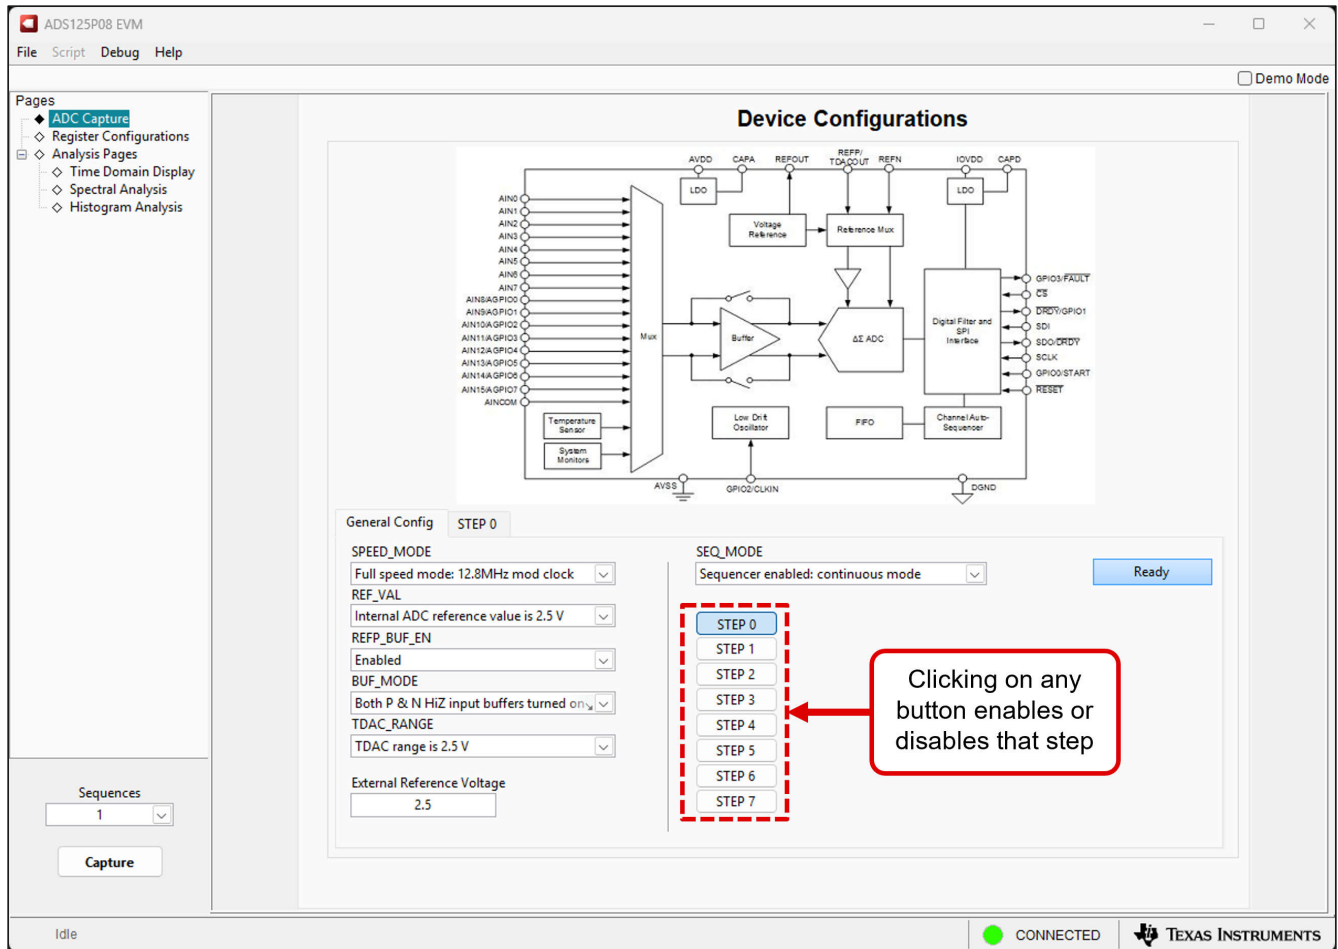 ADS125P08 EVM
File Script Debug Help
Demo Mode
Pages
ADC Capture
Register Configurations
Analysis Pages
Time Domain Display
Spectral Analysis
Histogram Analysis
Device Configurations
AVDD CAPA REFOUT REFP/ TDACOUT REFN IOVDD CAPD
LDO
LDO
Voltage
Reference
Reference Mux
AIN0
AIN1
AIN2
AIN3
AIN4
AIN5
AIN6
AIN7
AIN8/AGPIO0
AIN9/AGPIO1
AIN10/AGPIO2
AIN11/AGPIO3
AIN12/AGPIO4
AIN13/AGPIO5
AIN14/AGPIO6
AIN15/AGPIO7
AINCOM
Mux
Buffer
ΔΣ ADC
Digital Filter and
SPI
Interface
GPIO3/FAULT
CS
DRDY/GPIO1
SDI
SDO/DRDY
SCLK
GPIO0/START
RESET
Temperature
Sensor
System
Monitors
Low Drift
Oscillator
FIFO
Channel Auto-
Sequencer
AVSS
GPIO2/CLKIN
DGND
General Config STEP 0
SPEED_MODE
Full speed mode: 12.8MHz mod clock
REF_VAL
Internal ADC reference value is 2.5 V
REFP_BUF_EN
Enabled
BUF_MODE
Both P & N HiZ input buffers turned on
TDAC_RANGE
TDAC range is 2.5 V
External Reference Voltage
2.5
SEQ_MODE
Sequencer enabled: continuous mode
Ready
STEP 0
STEP 1
STEP 2
STEP 3
STEP 4
STEP 5
STEP 6
STEP 7
Clicking on any
button enables or
disables that step
Sequences
1
Capture
Idle
CONNECTED
TEXAS INSTRUMENTS